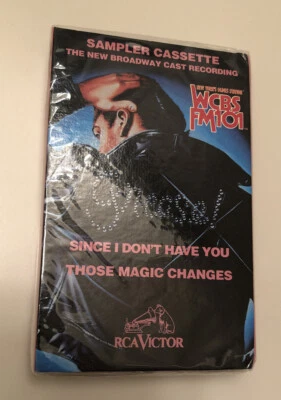 SAMPLER CASSETTE
THE NEW BROADWAY CAST RECORDING
WCBS
FM101
SINCE I DON'T HAVE YOU
THOSE MAGIC CHANGES
RCA VICTOR